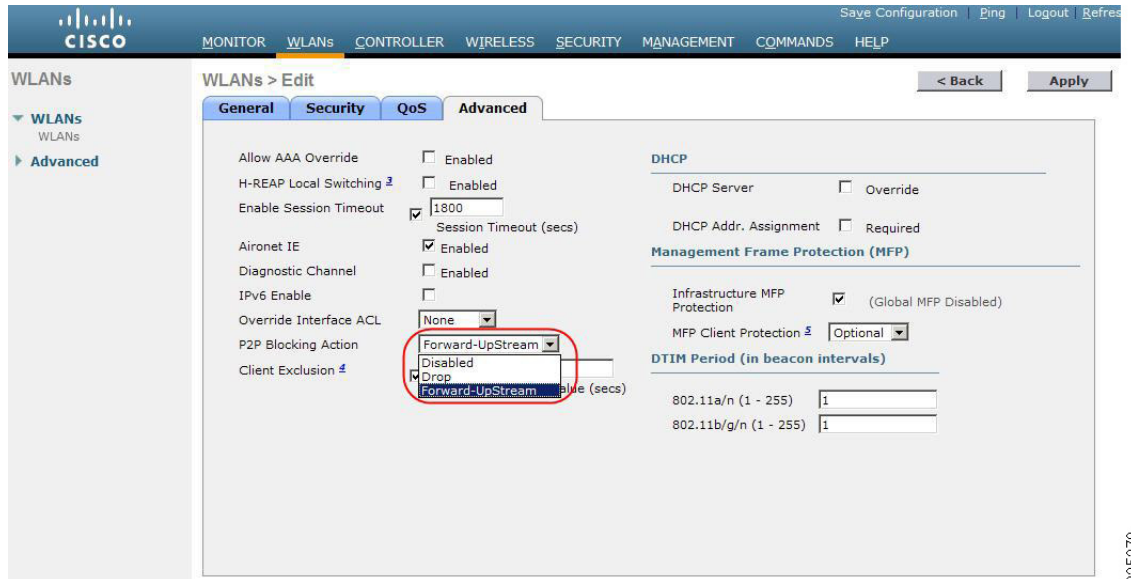 Save Configuration | Ping | Logout | Refres
CISCO
MONITOR WLANs CONTROLLER WIRELESS SECURITY MANAGEMENT COMMANDS HELP
WLANs
WLANs
WLANs
Advanced
WLANs > Edit
< Back
Apply
General Security QoS Advanced
Allow AAA Override Enabled
H-REAP Local Switching 3 Enabled
Enable Session Timeout 1800
Session Timeout (secs)
Aironet IE Enabled
Diagnostic Channel Enabled
IPv6 Enable
Override Interface ACL None
P2P Blocking Action Forward-UpStream
Disabled
Drop
Forward-UpStream
Client Exclusion 4
(secs)
DHCP
DHCP Server Override
DHCP Addr. Assignment Required
Management Frame Protection (MFP)
Infrastructure MFP
Protection
(Global MFP Disabled)
MFP Client Protection 5 Optional
DTIM Period (in beacon intervals)
802.11a/n (1 - 255) 1
802.11b/g/n (1 - 255) 1